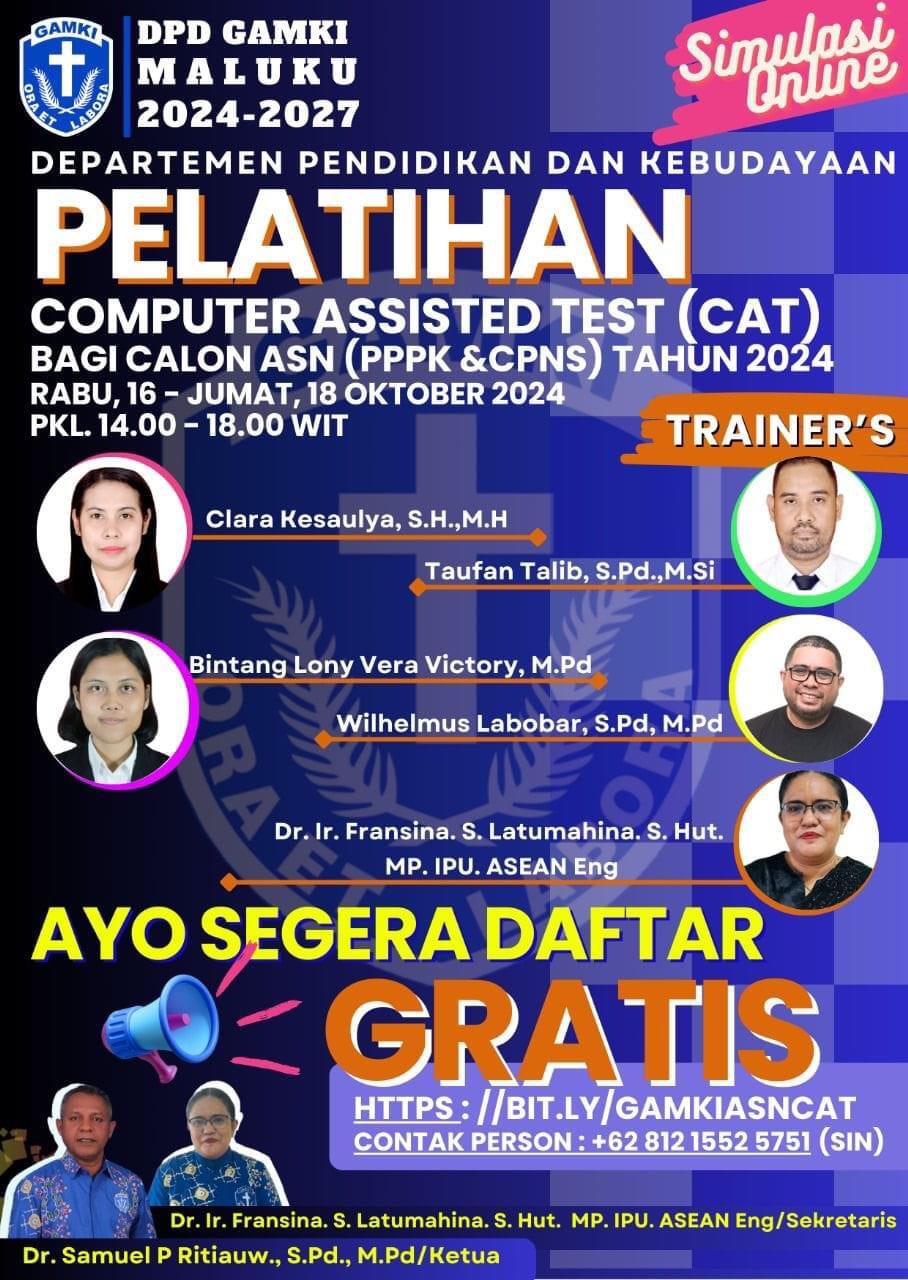 GAMKI
ORA ET LABORA
DPD GAMKI
MALUKU
2024-2027
Simulasi
Online
DEPARTEMEN PENDIDIKAN DAN KEBUDAYAAN
PELATIHAN
COMPUTER ASSISTED TEST (CAT)
BAGI CALON ASN (PPPK &CPNS) TAHUN 2024
RABU, 16 - JUMAT, 18 OKTOBER 2024
PKL. 14.00 - 18.00 WIT
TRAINER'S
Clara Kesaulya, S.H.,M.H
Taufan Talib, S.Pd.,M.Si
Bintang Lony Vera Victory, M.Pd
Wilhelmus Labobar, S.Pd, M.Pd
Dr. Ir. Fransina. S. Latumahina. S. Hut.
MP. IPU. ASEAN Eng
GAMKI
ORA ET LABORA
AYO SEGERA DAFTAR
GRATIS
HTTPS : //BIT.LY/GAMKIASNCAT
CONTAK PERSON : +62 812 1552 5751 (SIN)
Dr. Ir. Fransina. S. Latumahina. S. Hut. MP. IPU. ASEAN Eng/Sekretaris
Dr. Samuel P Ritiauw., S.Pd., M.Pd/Ketua